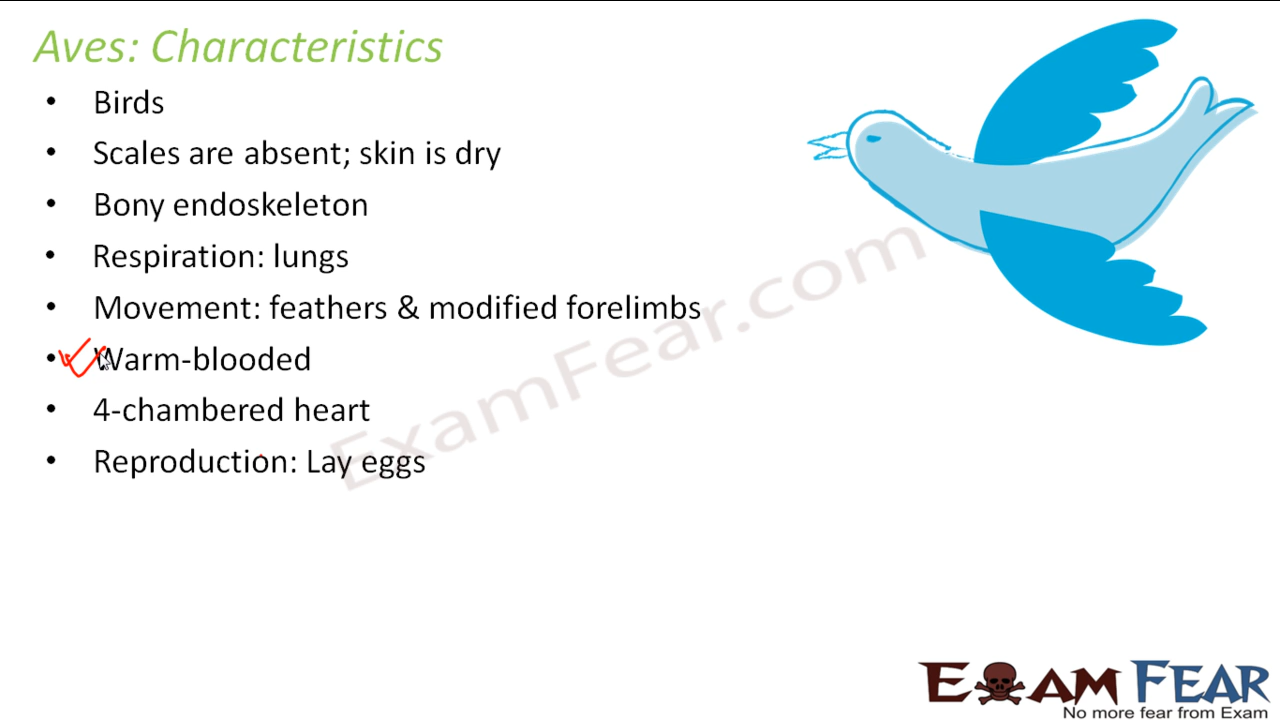 Aves: Characteristics
• Birds
• Scales are absent; skin is dry
• Bony endoskeleton
• Respiration: lungs
• Movement: feathers & modified forelimbs
• Warm-blooded
• 4-chambered heart
• Reproduction: Lay eggs
ExamFear.com
EXAM FEAR
No more fear from Exam